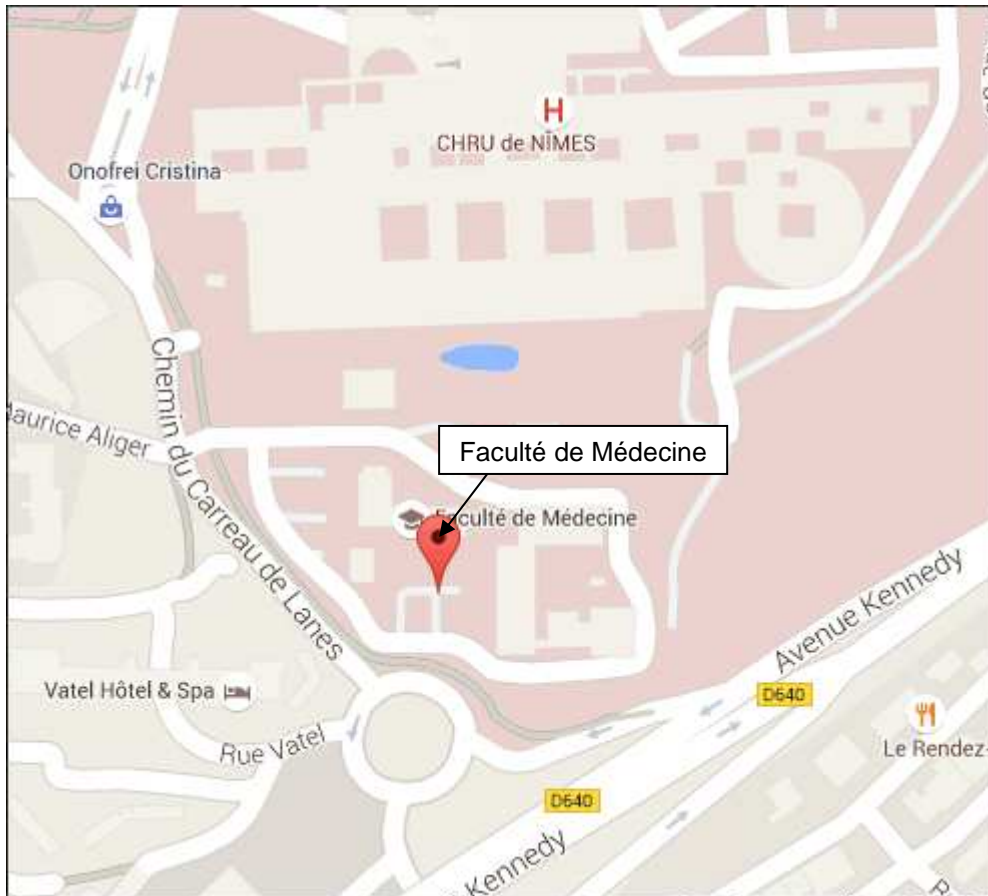 H
CHRU de NÎMES
Onofrei Cristina
Chemin du Carreau de Lanes
Maurice Aliger
Faculté de Médecine
Faculté de Médecine
Avenue Kennedy
D640
Vatel Hôtel & Spa
Rue Vatel
Le Rendez-
D640
Kennedy